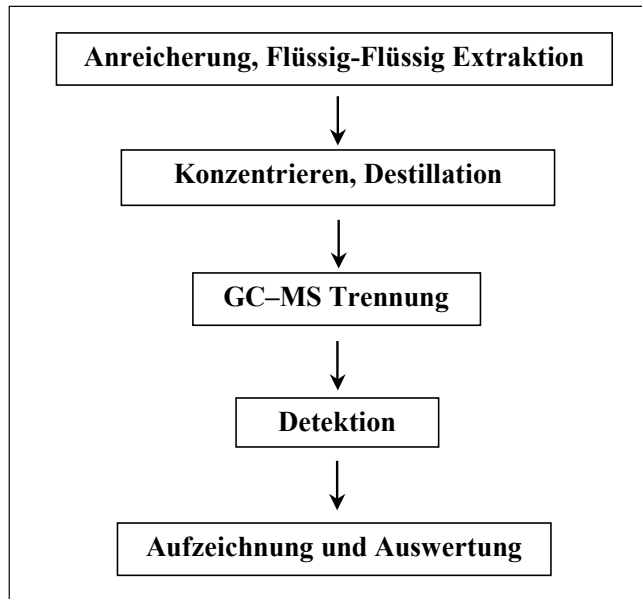 Anreicherung, Flüssig-Flüssig Extraktion
Konzentrieren, Destillation
GC–MS Trennung
Detektion
Aufzeichnung und Auswertung